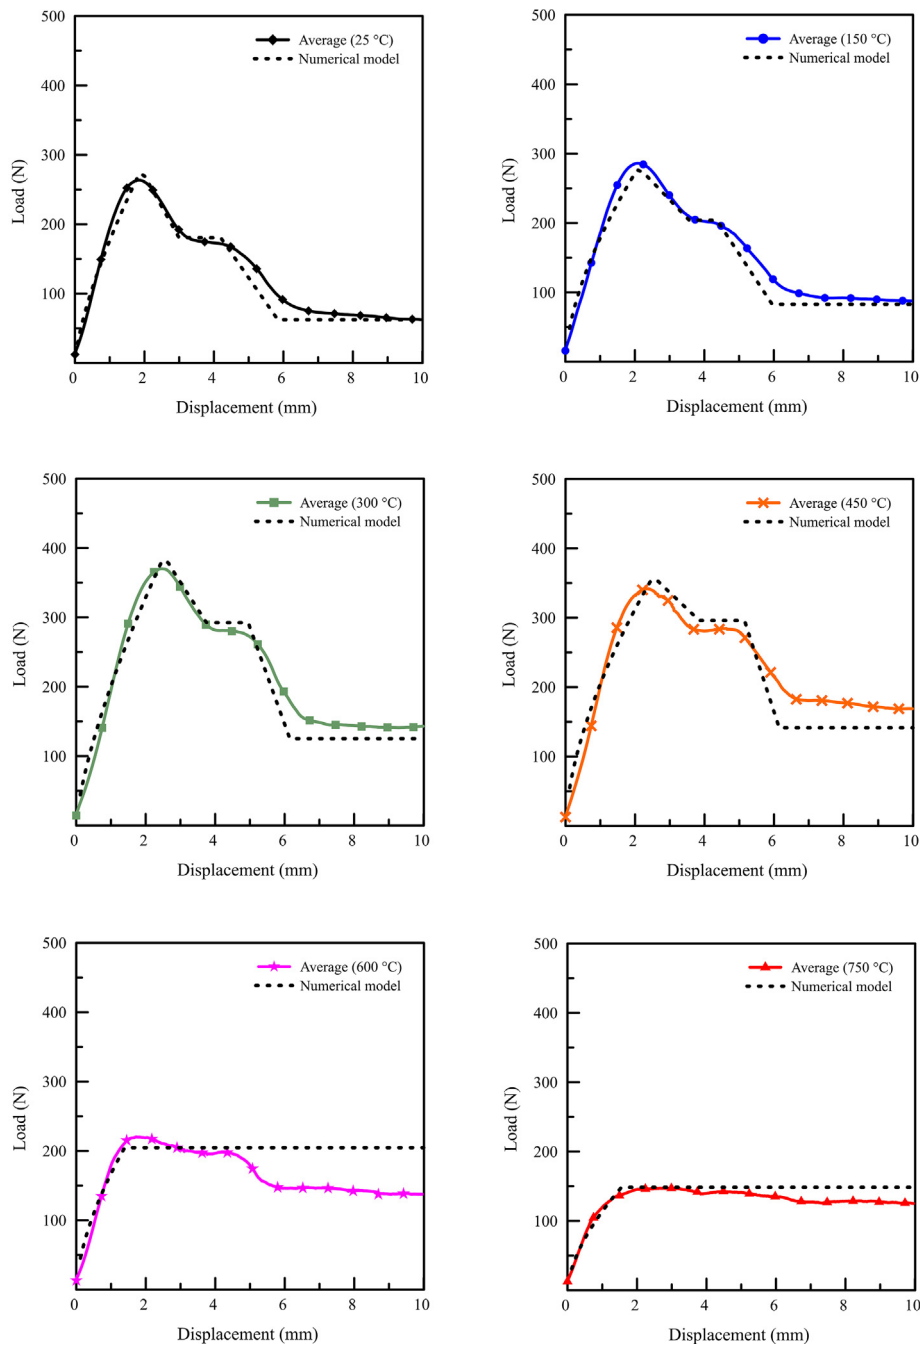 500
400
300
200
100
Load (N)
Average (25 °C)
Numerical model
0 2 4 6 8 10
Displacement (mm)
500
400
300
200
100
Load (N)
Average (150 °C)
Numerical model
0 2 4 6 8 10
Displacement (mm)
500
400
300
200
100
Load (N)
Average (300 °C)
Numerical model
0 2 4 6 8 10
Displacement (mm)
500
400
300
200
100
Load (N)
Average (450 °C)
Numerical model
0 2 4 6 8 10
Displacement (mm)
500
400
300
200
100
Load (N)
Average (600 °C)
Numerical model
0 2 4 6 8 10
Displacement (mm)
500
400
300
200
100
Load (N)
Average (750 °C)
Numerical model
0 2 4 6 8 10
Displacement (mm)